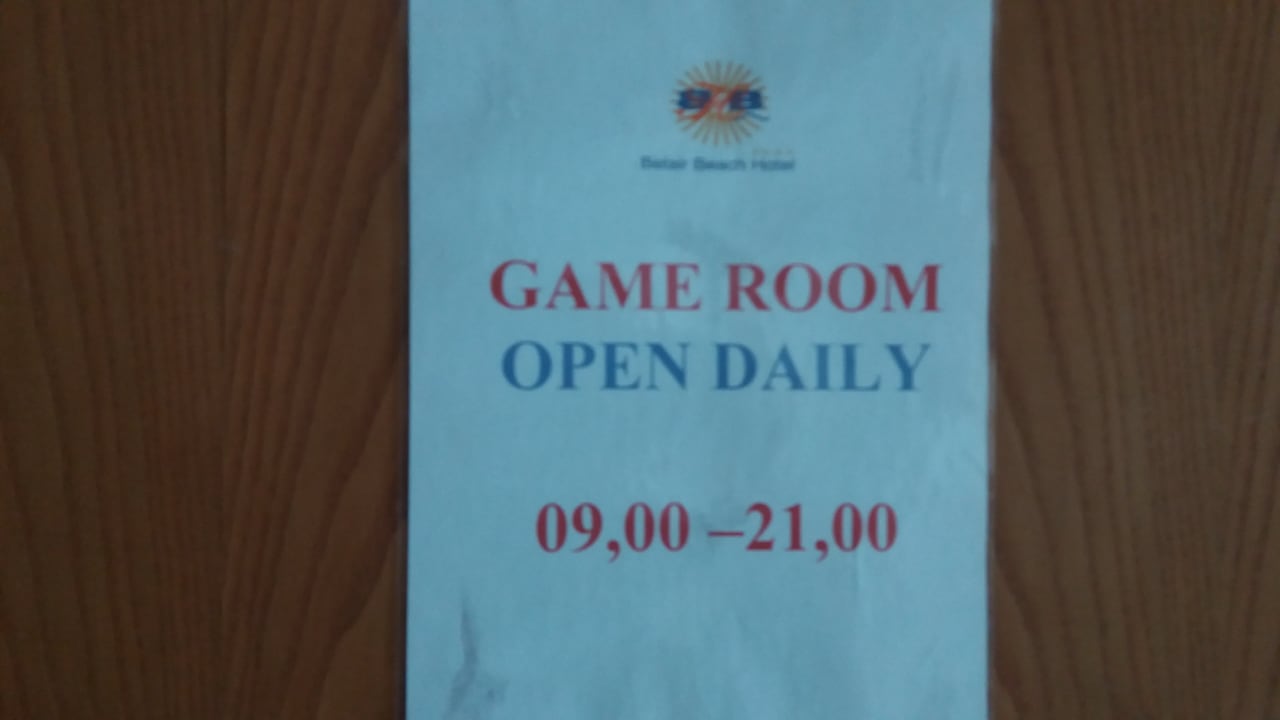 Belair Beach Hotel
GAME ROOM
OPEN DAILY
09,00 –21,00